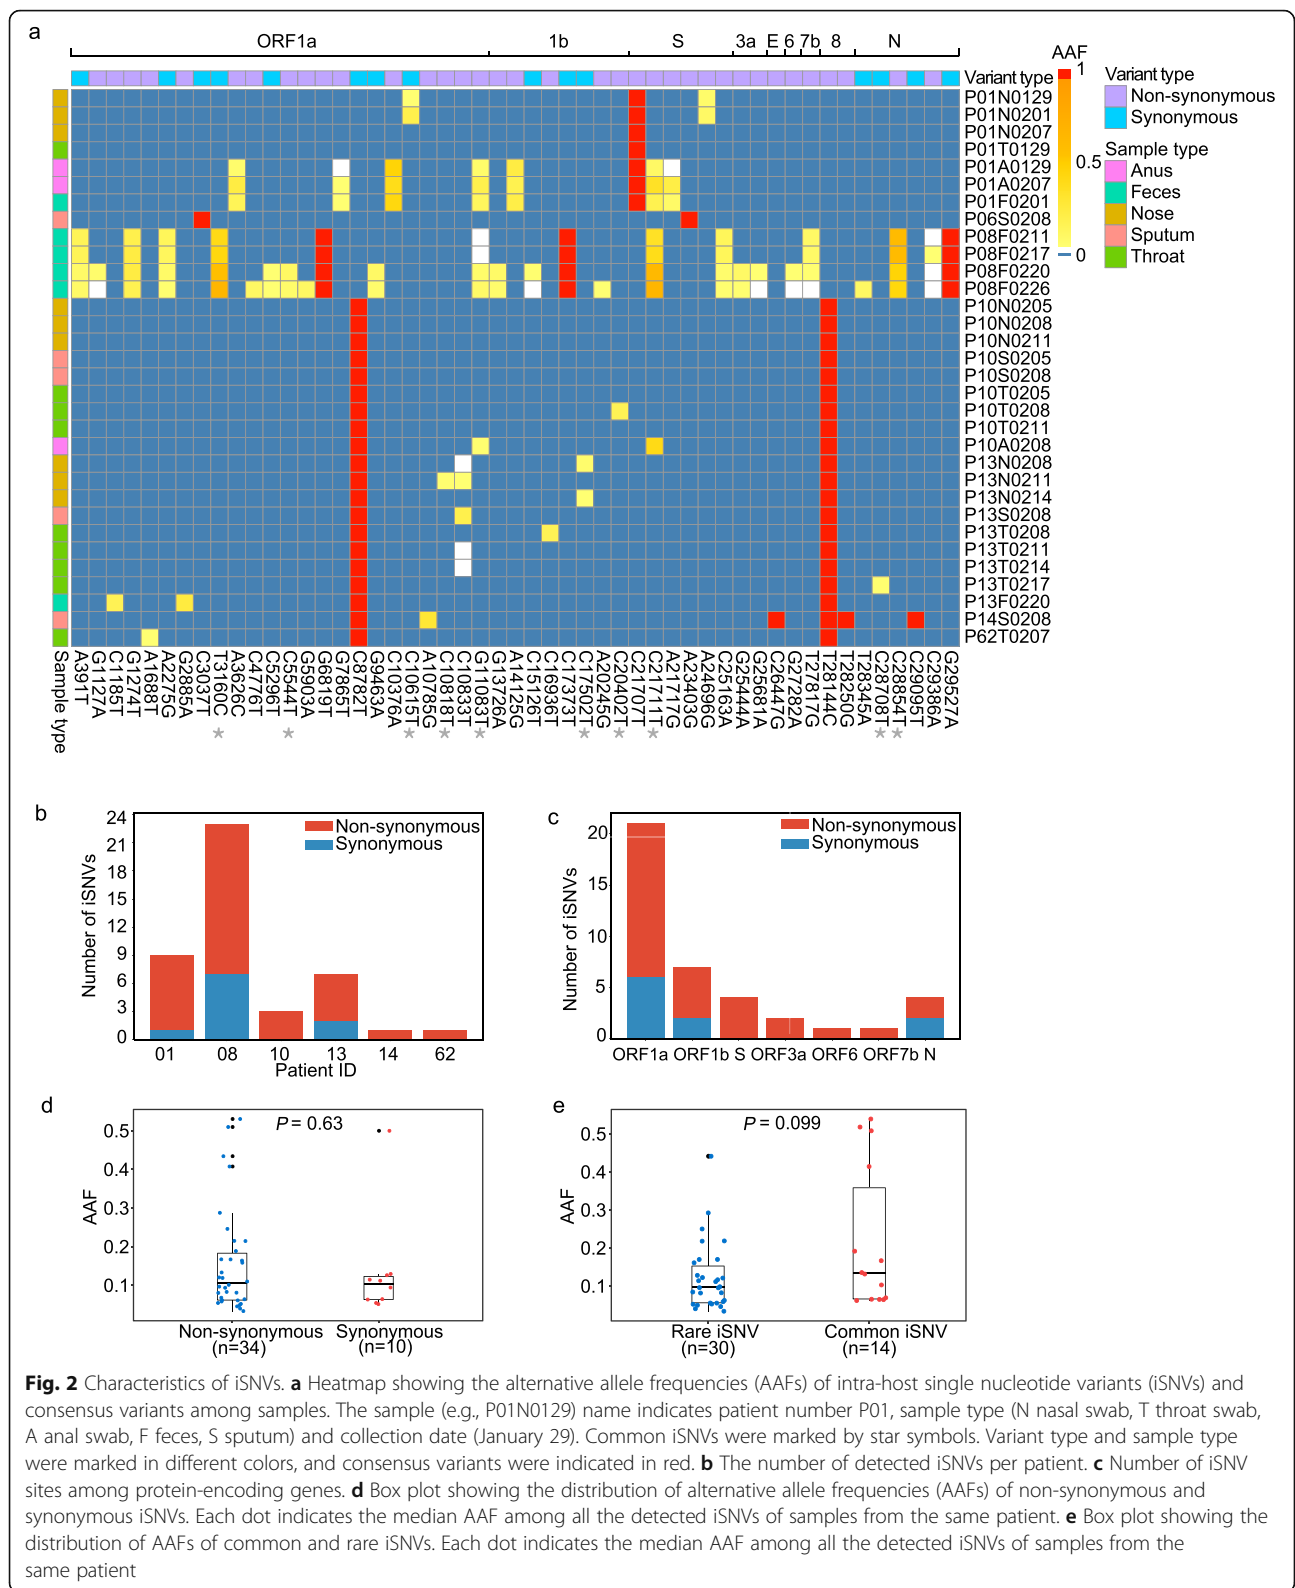 a
ORF1a 1b S 3a E 6 7b 8 N
AAF
1
0.5
0
Variant type
Variant type
Non-synonymous
Synonymous
Sample type
Anus
Feces
Nose
Sputum
Throat
P01N0129
P01N0201
P01N0207
P01T0129
P01A0129
P01A0207
P01F0201
P06S0208
P08F0211
P08F0217
P08F0220
P08F0226
P10N0205
P10N0208
P10N0211
P10S0205
P10S0208
P10T0205
P10T0208
P10T0211
P10A0208
P13N0208
P13N0211
P13N0214
P13S0208
P13T0208
P13T0211
P13T0214
P13T0217
P13F0220
P14S0208
P62T0207
Sample type
A391T
G1127A
C1185T
G1274T
A1688T
A2275G
G2885A
C3037T
T3160C *
A3626C
C4776T
C5296T
C5544T *
G5903A
G6819T
G7865T
C8782T
G9463A
C10376A
C10615T *
A10785G
C10818T *
C10833T
G11083T *
G13726A
A14125G
C15126T
C16936T
C17373T
C17502T *
A20245G
C20402T *
C21707T
C21711T *
A21717G
A23403G
A24696G
C25163A
G25444A
G25681A
C26447G
G27282A
T27817G
T28144C
T28250G
T28345A
C28708T *
C28854T *
C29095T
C29386A
G29527A
b
Number of iSNVs
24
21
18
15
12
9
6
3
0
Non-synonymous
Synonymous
01 08 10 13 14 62
Patient ID
c
Number of iSNVs
20
15
10
5
0
Non-synonymous
Synonymous
ORF1a ORF1b S ORF3a ORF6 ORF7b N
d
AAF
0.5
0.4
0.3
0.2
0.1
P = 0.63
Non-synonymous Synonymous
(n=34) (n=10)
e
AAF
0.5
0.4
0.3
0.2
0.1
P = 0.099
Rare iSNV Common iSNV
(n=30) (n=14)
Fig. 2 Characteristics of iSNVs. a Heatmap showing the alternative allele frequencies (AAFs) of intra-host single nucleotide variants (iSNVs) and
consensus variants among samples. The sample (e.g., P01N0129) name indicates patient number P01, sample type (N nasal swab, T throat swab,
A anal swab, F feces, S sputum) and collection date (January 29). Common iSNVs were marked by star symbols. Variant type and sample type
were marked in different colors, and consensus variants were indicated in red. b The number of detected iSNVs per patient. c Number of iSNV
sites among protein-encoding genes. d Box plot showing the distribution of alternative allele frequencies (AAFs) of non-synonymous and
synonymous iSNVs. Each dot indicates the median AAF among all the detected iSNVs of samples from the same patient. e Box plot showing the
distribution of AAFs of common and rare iSNVs. Each dot indicates the median AAF among all the detected iSNVs of samples from the
same patient